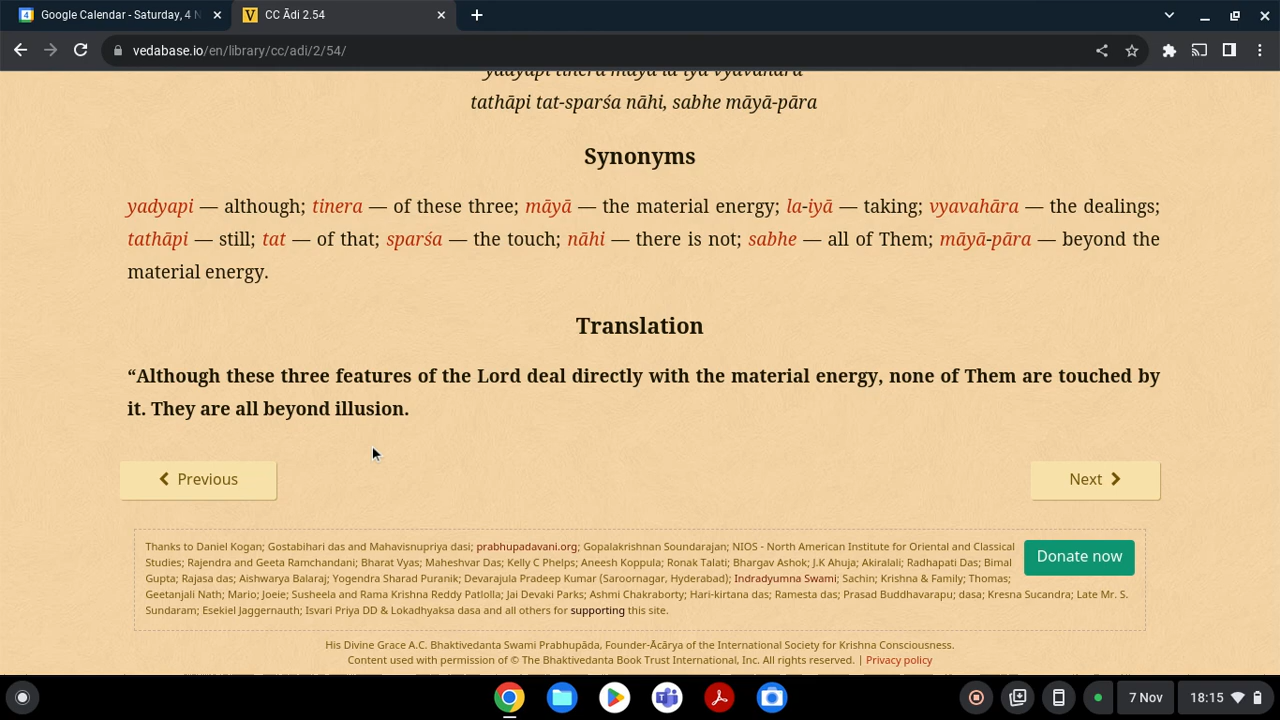 Google Calendar - Saturday, 4 N
CC Ādi 2.54
vedabase.io/en/library/cc/adi/2/54/
tathāpi tat-sparśa nāhi, sabhe māyā-pāra
Synonyms
yadyapi — although; tinera — of these three; māyā — the material energy; la-iyā — taking; vyavahāra — the dealings;
tathāpi — still; tat — of that; sparśa — the touch; nāhi — there is not; sabhe — all of Them; māyā-pāra — beyond the
material energy.
Translation
“Although these three features of the Lord deal directly with the material energy, none of Them are touched by
it. They are all beyond illusion.
Previous
Next
Thanks to Daniel Kogan; Gostabihari das and Mahavisnupriya dasi; prabhupadavani.org; Gopalakrishnan Soundarajan; NIOS - North American Institute for Oriental and Classical
Studies; Rajendra and Geeta Ramchandani; Bharat Vyas; Maheshvar Das; Kelly C Phelps; Aneesh Koppula; Ronak Talati; Bhargav Ashok; J.K Ahuja; Akiralali; Radhapati Das; Bimal
Gupta; Rajasa das; Aishwarya Balaraj; Yogendra Sharad Puranik; Devarajula Pradeep Kumar (Saroornagar, Hyderabad); Indradyumna Swami; Sachin; Krishna & Family; Thomas;
Geetanjali Nath; Mario; Joeie; Susheela and Rama Krishna Reddy Patlolla; Jai Devaki Parks; Ashmi Chakraborty; Hari-kirtana das; Ramesta das; Prasad Buddhavarapu; dasa; Kresna Sucandra; Late Mr. S.
Sundaram; Esekiel Jaggernauth; Isvari Priya DD & Lokadhyaksa dasa and all others for supporting this site.
Donate now
His Divine Grace A.C. Bhaktivedanta Swami Prabhupāda, Founder-Ācārya of the International Society for Krishna Consciousness.
Content used with permission of © The Bhaktivedanta Book Trust International, Inc. All rights reserved. | Privacy policy
7 Nov
18:15